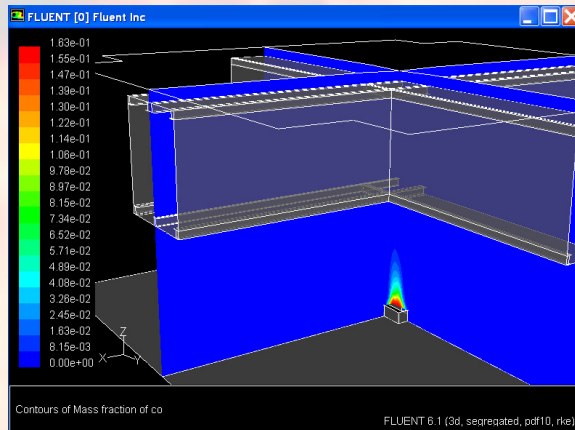 FLUENT [0] Fluent Inc
1.63e-01
1.55e-01
1.47e-01
1.39e-01
1.30e-01
1.22e-01
1.14e-01
1.06e-01
9.78e-02
8.97e-02
8.15e-02
7.34e-02
6.52e-02
5.71e-02
4.89e-02
4.08e-02
3.26e-02
2.45e-02
1.63e-02
8.15e-03
0.00e+00
Z
X
Y
Contours of Mass fraction of co
FLUENT 6.1 (3d, segregated, pdf10, rke)